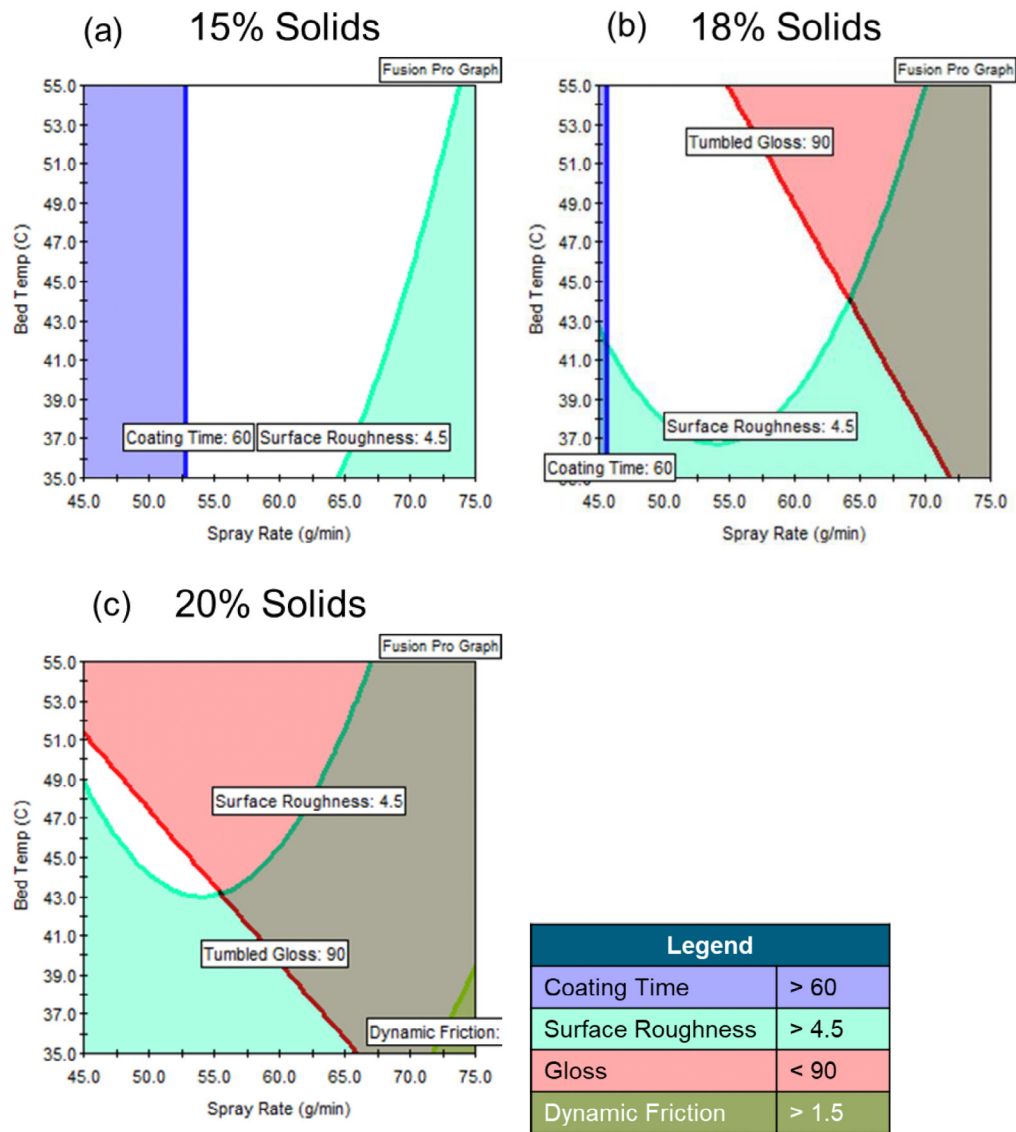 (a) 15% Solids
Fusion Pro Graph
55.0
53.0
51.0
49.0
47.0
45.0
43.0
41.0
39.0
37.0
35.0
Bed Temp (C)
Coating Time: 60
Surface Roughness: 4.5
45.0 50.0 55.0 60.0 65.0 70.0 75.0
Spray Rate (g/min)
(b) 18% Solids
Fusion Pro Graph
55.0
53.0
51.0
49.0
47.0
45.0
43.0
41.0
39.0
37.0
Bed Temp (C)
Tumbled Gloss: 90
Surface Roughness: 4.5
Coating Time: 60
45.0 50.0 55.0 60.0 65.0 70.0 75.0
Spray Rate (g/min)
(c) 20% Solids
Fusion Pro Graph
55.0
53.0
51.0
49.0
47.0
45.0
43.0
41.0
39.0
37.0
35.0
Bed Temp (C)
Surface Roughness: 4.5
Tumbled Gloss: 90
Dynamic Friction:
45.0 50.0 55.0 60.0 65.0 70.0 75.0
Spray Rate (g/min)
Legend
Coating Time > 60
Surface Roughness > 4.5
Gloss < 90
Dynamic Friction > 1.5